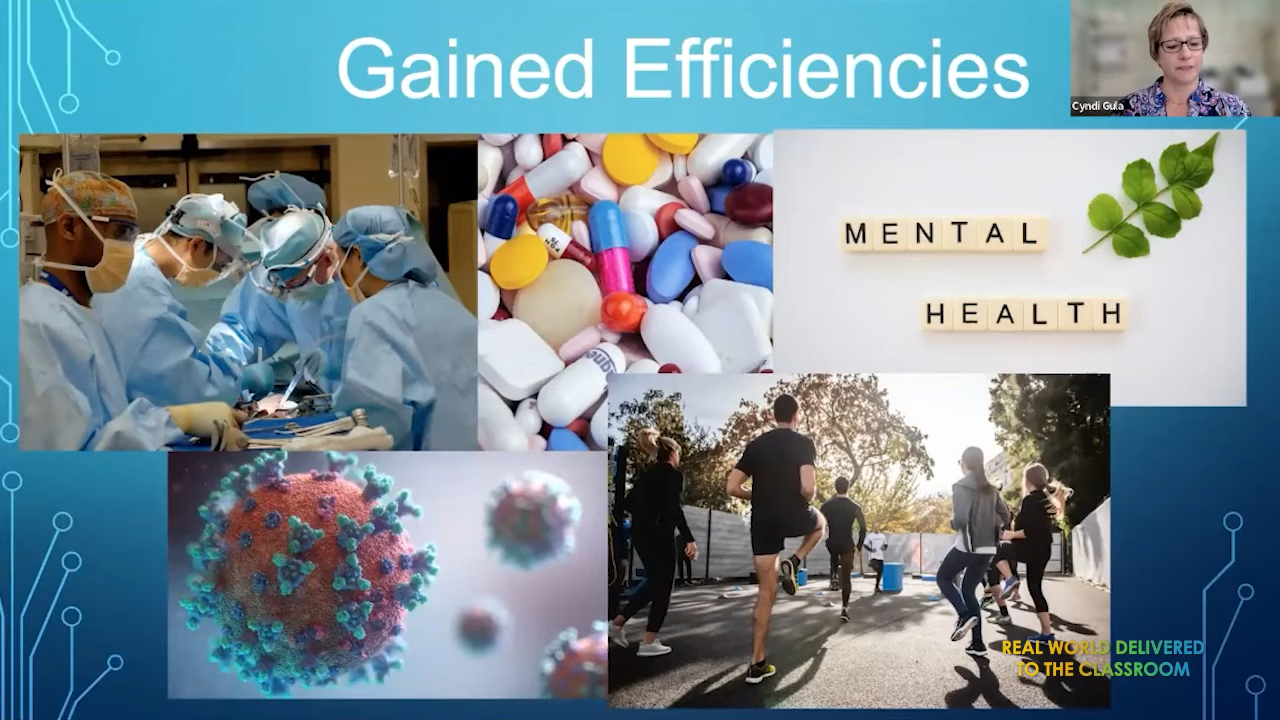 Gained Efficiencies
Cyndi Gula
MENTAL
HEALTH
REAL WORLD DELIVERED
TO THE CLASSROOM